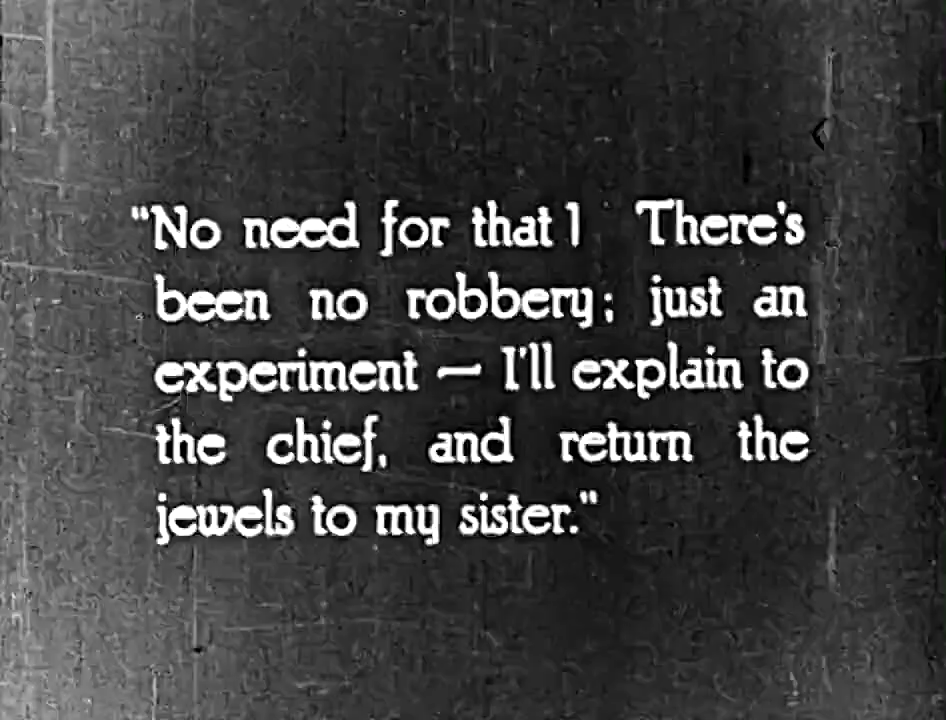 "No need for that! There's
been no robbery; just an
experiment — I'll explain to
the chief, and return the
jewels to my sister."